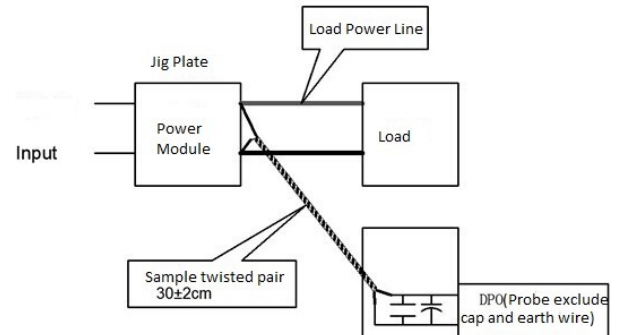 Load Power Line
Jig Plate
Power
Module
Load
Input
Sample twisted pair
30±2cm
DPO(Probe exclude
cap and earth wire)